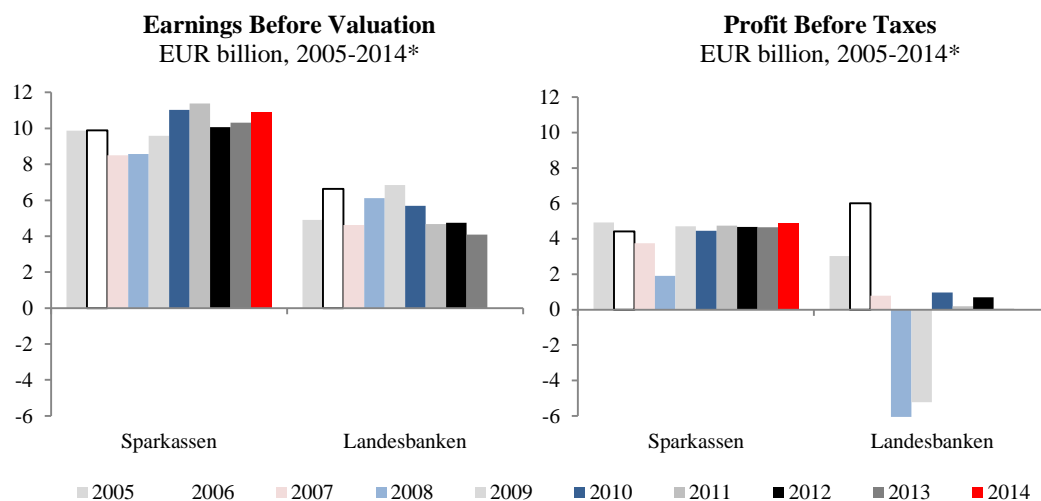 Earnings Before Valuation
EUR billion, 2005-2014*
12
10
8
6
4
2
0
-2
-4
-6
Sparkassen Landesbanken
Profit Before Taxes
EUR billion, 2005-2014*
12
10
8
6
4
2
0
-2
-4
-6
Sparkassen Landesbanken
2005 2006 2007 2008 2009 2010 2011 2012 2013 2014